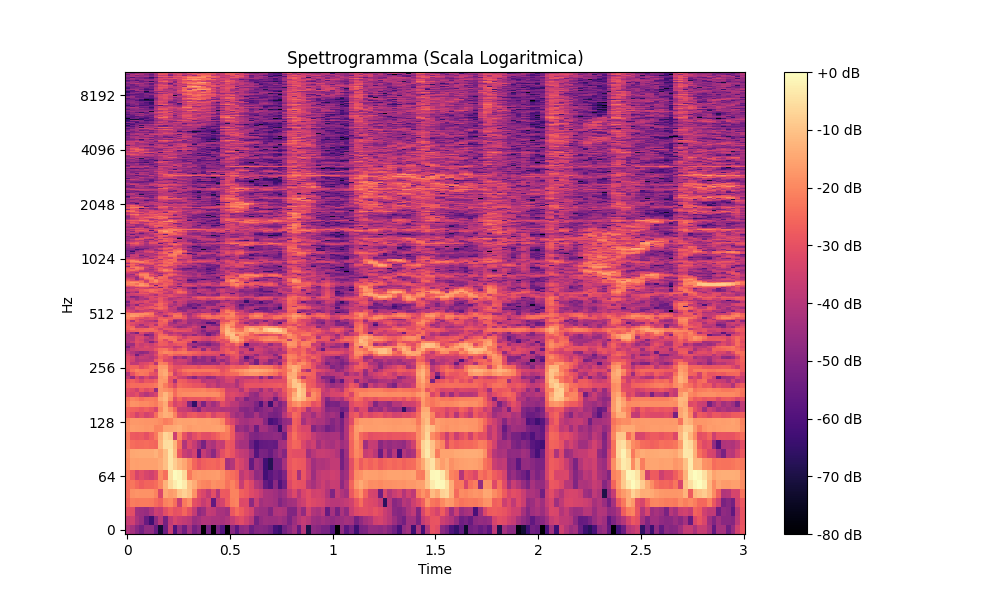 Spettrogramma (Scala Logaritmica)
Hz
8192
4096
2048
1024
512
256
128
64
0
0
0.5
1
1.5
2
2.5
3
Time
+0 dB
-10 dB
-20 dB
-30 dB
-40 dB
-50 dB
-60 dB
-70 dB
-80 dB